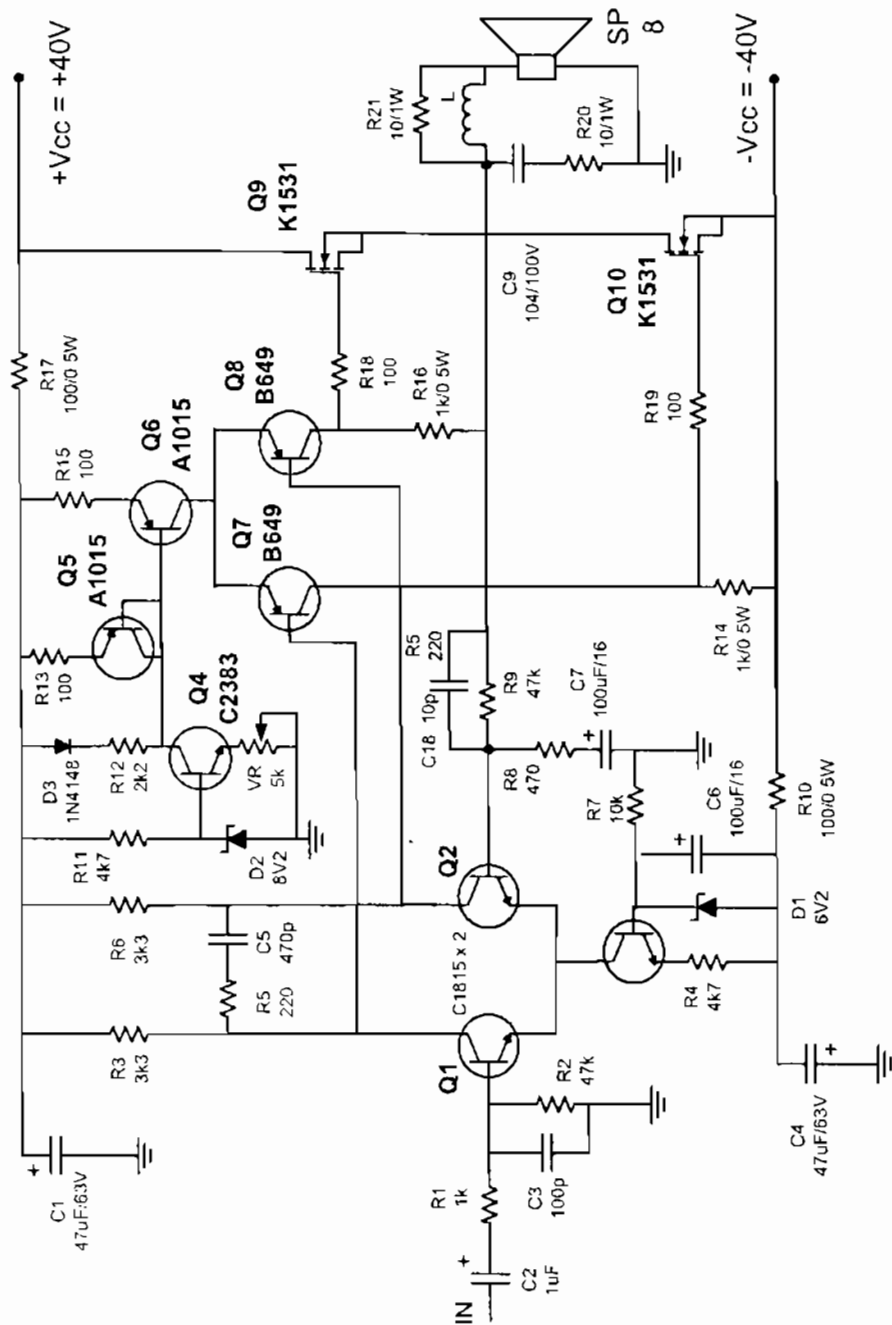 +Vcc = +40V
C1
47uF/63V
R3
3k3
R6
3k3
R11
4k7
D3
1N4148
R12
2k2
R13
100
Q5
A1015
R15
100
Q6
A1015
R17
100/0 5W
Q4
C2383
VR
5k
D2
8V2
R5
220
C5
470p
Q7
B649
Q8
B649
R18
100
R16
1k/0 5W
Q9
K1531
C9
104/100V
R21
10/1W
L
R20
10/1W
SP
8
IN
C2
1uF
R1
1k
C3
100p
R2
47k
Q1
C1815 x 2
Q2
C18
10p
R5
220
R9
47k
R8
470
C7
100uF/16
R7
10k
C6
100uF/16
R14
1k/0 5W
R19
100
Q10
K1531
C4
47uF/63V
R4
4k7
D1
6V2
R10
100/0 5W
-Vcc = -40V